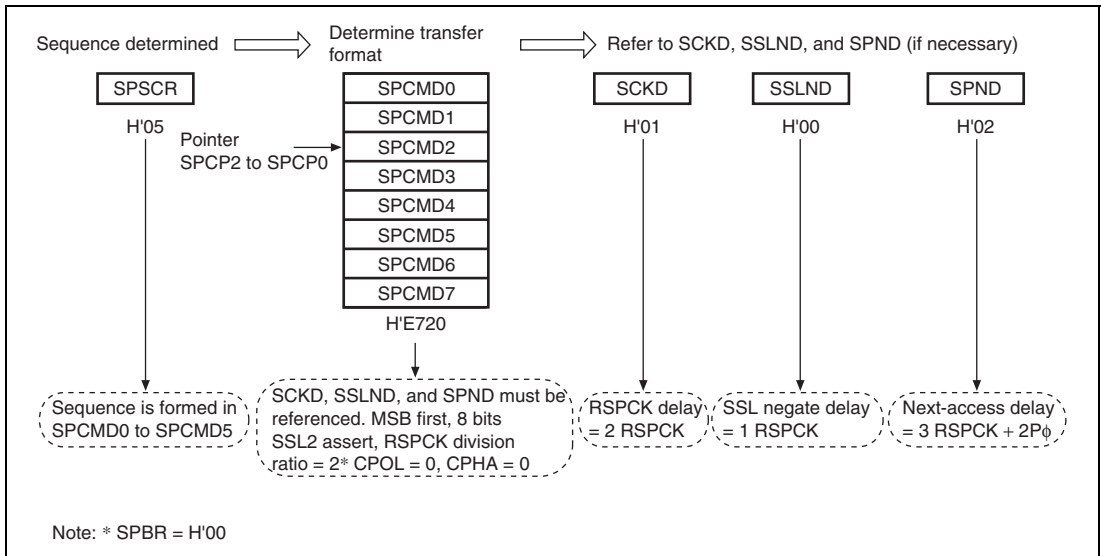 Sequence determined
Determine transfer
format
Refer to SCKD, SSLND, and SPND (if necessary)
SPSCR
SPCMD0
SCKD
SSLND
SPND
H'05
SPCMD1
H'01
H'00
H'02
Pointer
SPCP2 to SPCP0
SPCMD2
SPCMD3
SPCMD4
SPCMD5
SPCMD6
SPCMD7
H'E720
Sequence is formed in
SPCMD0 to SPCMD5
SCKD, SSLND, and SPND must be
referenced. MSB first, 8 bits
SSL2 assert, RSPCK division
ratio = 2* CPOL = 0, CPHA = 0
RSPCK delay
= 2 RSPCK
SSL negate delay
= 1 RSPCK
Next-access delay
= 3 RSPCK + 2Pϕ
Note: * SPBR = H'00